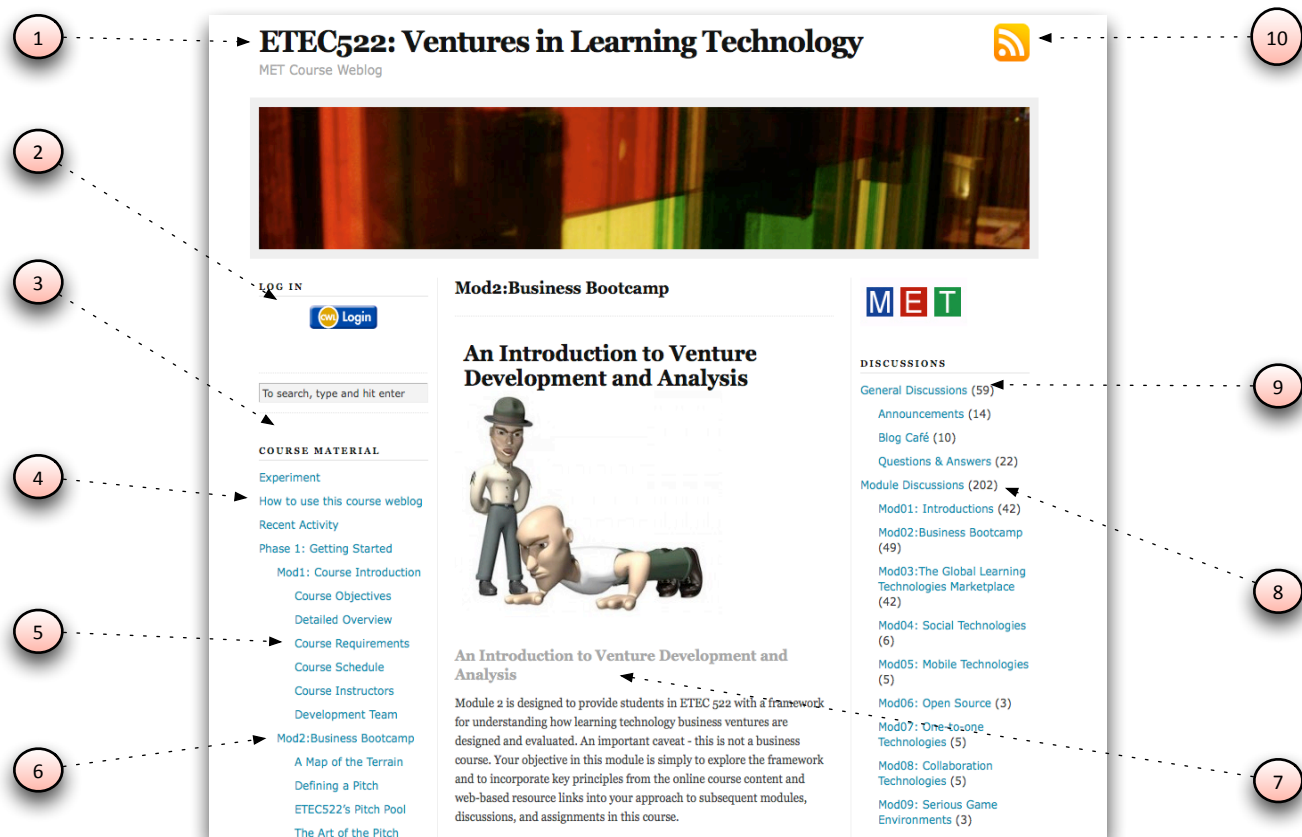 1
ETEC522: Ventures in Learning Technology
MET Course Weblog
10
2
3
LOG IN
CWL Login
To search, type and hit enter
COURSE MATERIAL
4
Experiment
How to use this course weblog
Recent Activity
Phase 1: Getting Started
Mod1: Course Introduction
Course Objectives
Detailed Overview
5
Course Requirements
Course Schedule
Course Instructors
Development Team
Mod2:Business Bootcamp
6
A Map of the Terrain
Defining a Pitch
ETEC522's Pitch Pool
The Art of the Pitch
Mod2:Business Bootcamp
An Introduction to Venture
Development and Analysis
An Introduction to Venture Development and
Analysis
Module 2 is designed to provide students in ETEC 522 with a framework
for understanding how learning technology business ventures are
designed and evaluated. An important caveat - this is not a business
course. Your objective in this module is simply to explore the framework
and to incorporate key principles from the online course content and
web-based resource links into your approach to subsequent modules,
discussions, and assignments in this course.
MET
DISCUSSIONS
General Discussions (59)
9
Announcements (14)
Blog Café (10)
Questions & Answers (22)
Module Discussions (202)
Mod01: Introductions (42)
Mod02:Business Bootcamp
(49)
Mod03:The Global Learning
Technologies Marketplace
(42)
8
Mod04: Social Technologies
(6)
Mod05: Mobile Technologies
(5)
Mod06: Open Source (3)
Mod07: One-to-one
Technologies (5)
Mod08: Collaboration
Technologies (5)
7
Mod09: Serious Game
Environments (3)